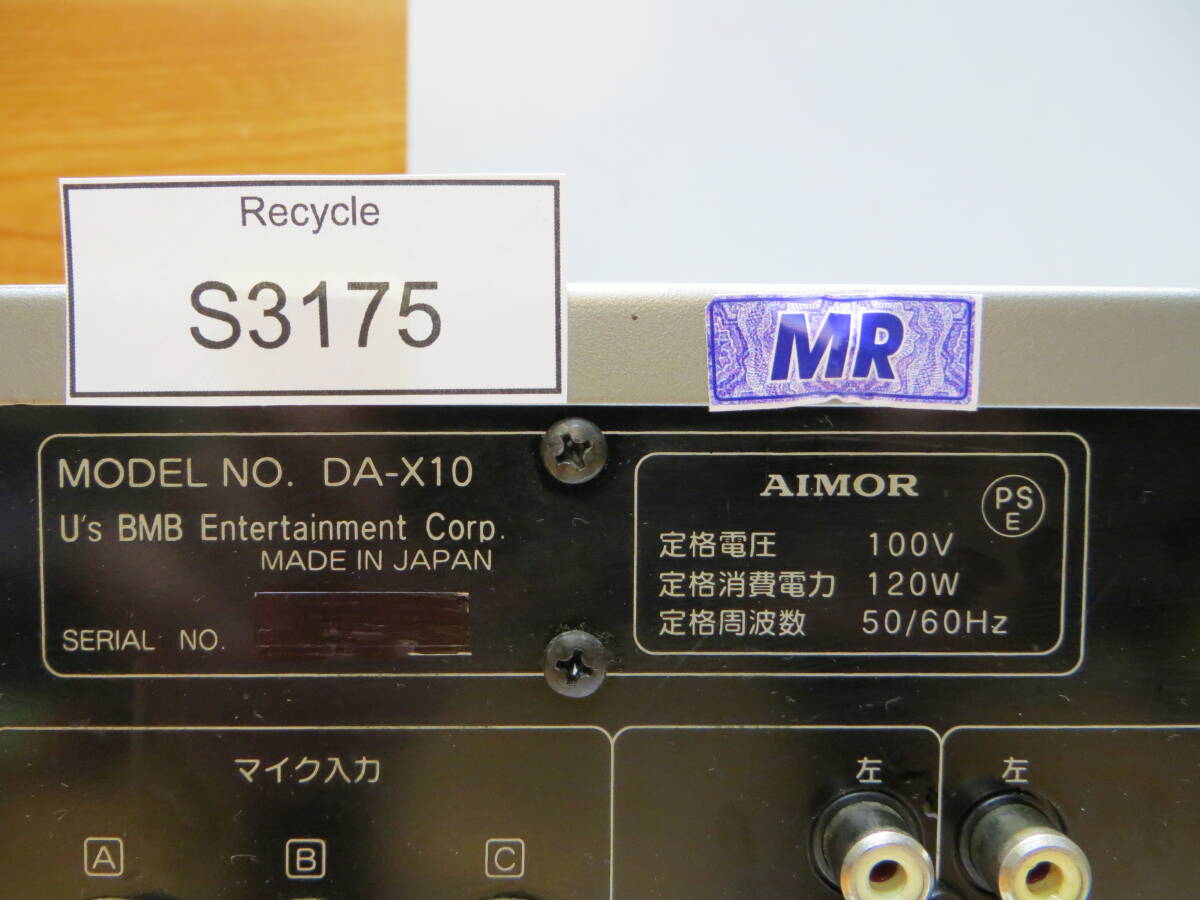 Recycle
S3175
MR
MODEL NO. DA-X10
U's BMB Entertainment Corp.
MADE IN JAPAN
SERIAL NO.
AIMOR
PS
E
定格電圧 100V
定格消費電力 120W
定格周波数 50/60Hz
マイク入力
A B C
左 左